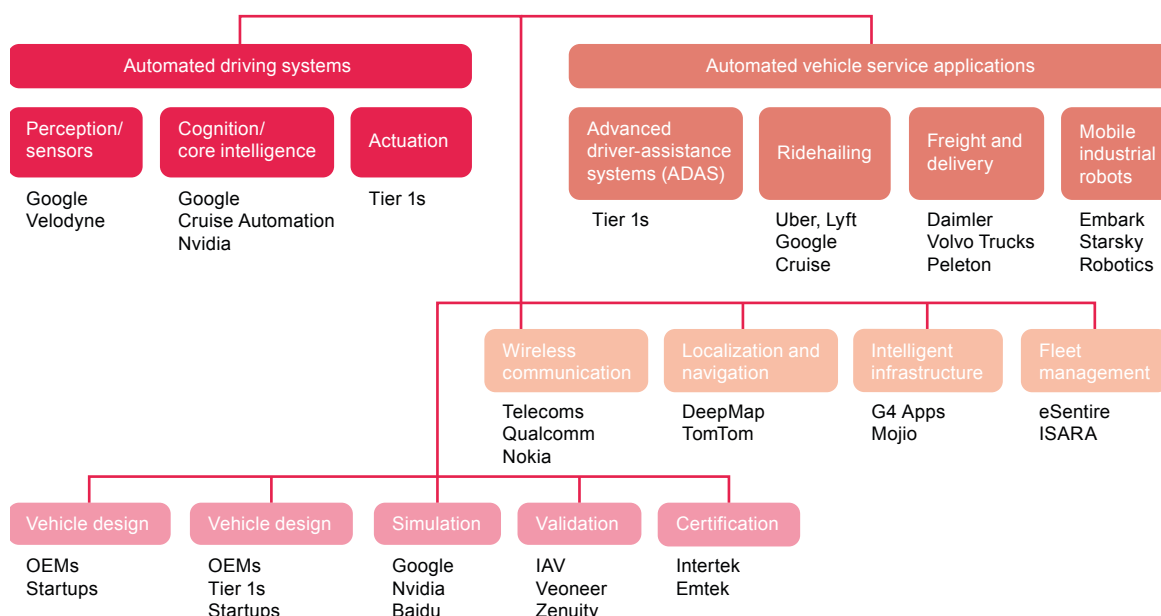 Automated driving systems
Automated vehicle service applications
Perception/
sensors
Cognition/
core intelligence
Actuation
Advanced
driver-assistance
systems (ADAS)
Ridehailing
Freight and
delivery
Mobile
industrial
robots
Google
Velodyne
Google
Cruise Automation
Nvidia
Tier 1s
Tier 1s
Uber, Lyft
Google
Cruise
Daimler
Volvo Trucks
Peleton
Embark
Starsky
Robotics
Wireless
communication
Localization and
navigation
Intelligent
infrastructure
Fleet
management
Telecoms
Qualcomm
Nokia
DeepMap
TomTom
G4 Apps
Mojio
eSentire
ISARA
Vehicle design
Vehicle design
Simulation
Validation
Certification
OEMs
Startups
OEMs
Tier 1s
Startups
Google
Nvidia
Baidu
IAV
Veoneer
Zenuity
Intertek
Emtek